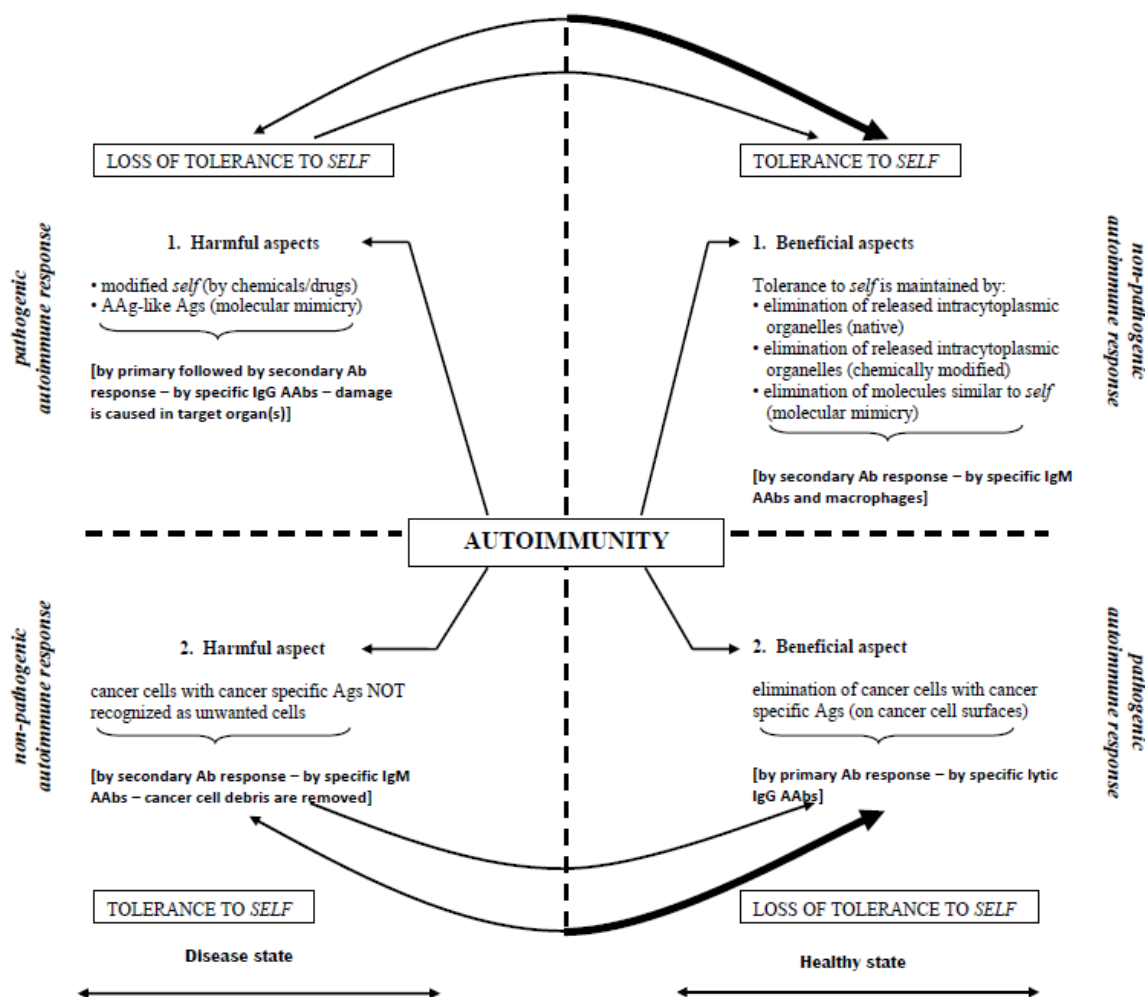 LOSS OF TOLERANCE TO SELF
TOLERANCE TO SELF
pathogenic
autoimmune response
1. Harmful aspects
• modified self (by chemicals/drugs)
• AAg-like Ags (molecular mimicry)
[by primary followed by secondary Ab
response – by specific IgG AAbs – damage
is caused in target organ(s)]
1. Beneficial aspects
Tolerance to self is maintained by:
• elimination of released intracytoplasmic
organelles (native)
• elimination of released intracytoplasmic
organelles (chemically modified)
• elimination of molecules similar to self
(molecular mimicry)
[by secondary Ab response – by specific IgM
AAbs and macrophages]
non-pathogenic
autoimmune response
AUTOIMMUNITY
non-pathogenic
autoimmune response
2. Harmful aspect
cancer cells with cancer specific Ags NOT
recognized as unwanted cells
[by secondary Ab response – by specific IgM
AAbs – cancer cell debris are removed]
2. Beneficial aspect
elimination of cancer cells with cancer
specific Ags (on cancer cell surfaces)
[by primary Ab response – by specific lytic
IgG AAbs]
pathogenic
autoimmune response
TOLERANCE TO SELF
LOSS OF TOLERANCE TO SELF
Disease state
Healthy state